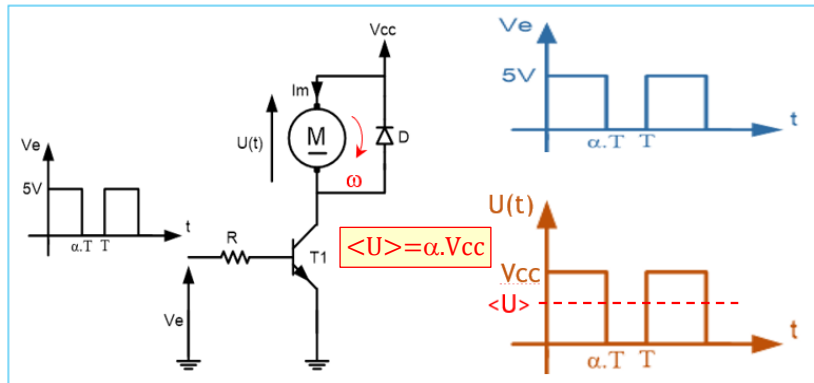 Vcc
Im
U(t)
M
D
ω
Ve
5V
t
α.T
T
R
T1
Ve
<U>=α.Vcc
Ve
5V
t
α.T
T
U(t)
Vcc
<U>
t
α.T
T